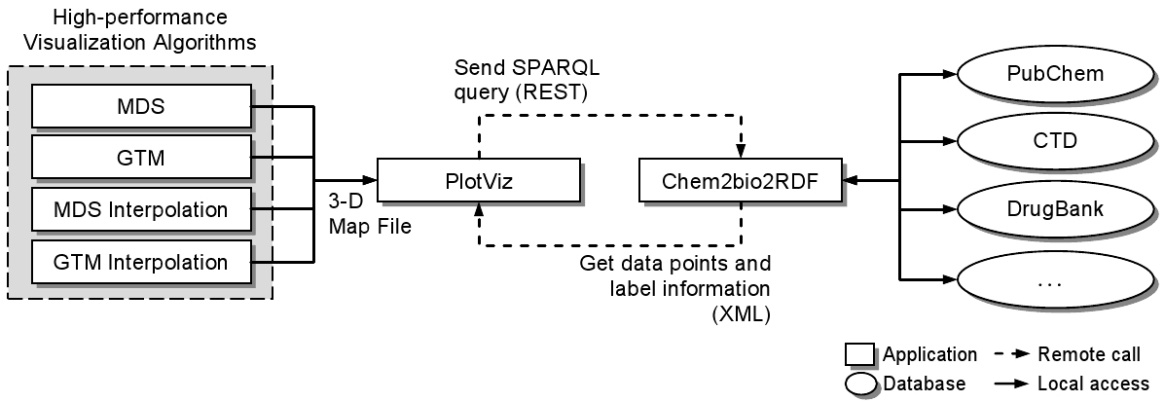 High-performance
Visualization Algorithms
MDS
GTM
MDS Interpolation
GTM Interpolation
3-D
Map File
PlotViz
Send SPARQL
query (REST)
Get data points and
label information
(XML)
Chem2bio2RDF
PubChem
CTD
DrugBank
...
Application
Remote call
Database
Local access